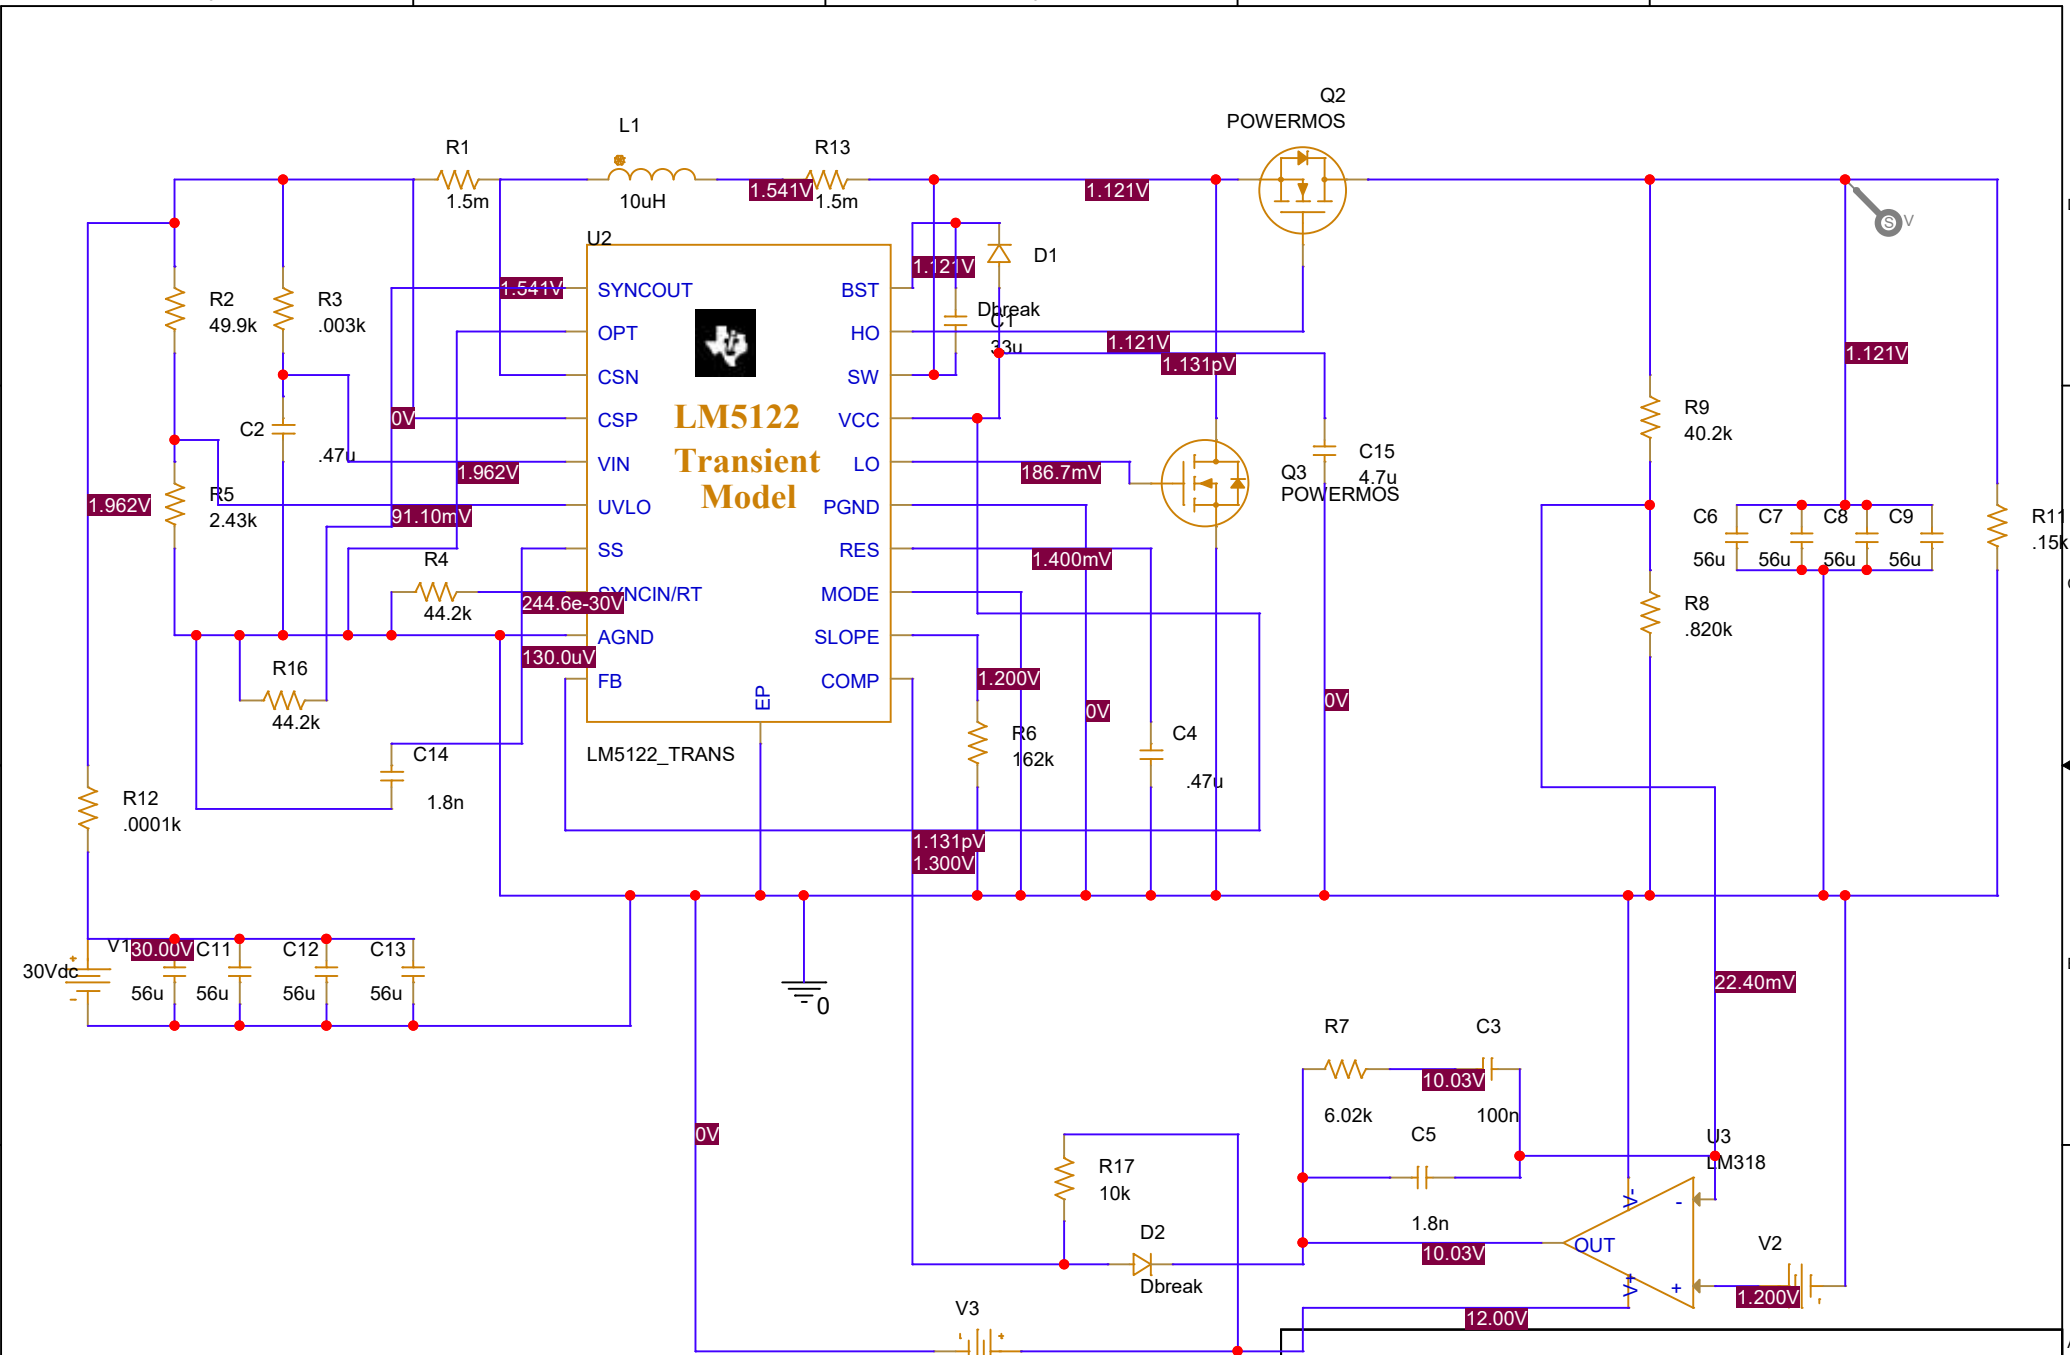 Q2
POWERMOS
L1
R1
R13
1.541V
1.121V
1.5m
10uH
1.5m
V
U2
D1
1.121V
1.541V
SYNCOUT
BST
R2
49.9k
R3
.003k
Dbreak
C1
33u
OPT
HO
1.121V
1.131pV
1.121V
CSN
SW
0V
CSP
LM5122
VCC
R9
40.2k
C2
.47u
VIN
Transient
LO
1.962V
186.7mV
C15
4.7u
Q3
POWERMOS
1.962V
R5
2.43k
UVLO
Model
PGND
91.10mV
C6
C7
C8
C9
R11
.15k
56u
56u
56u
56u
SS
RES
1.400mV
R4
44.2k
SYNCIN/RT
244.6e-30V
MODE
R8
.820k
AGND
SLOPE
130.0uV
R16
44.2k
FB
COMP
1.200V
EP
0V
0V
R6
162k
C4
.47u
C14
1.8n
LM5122_TRANS
R12
.0001k
1.131pV
1.300V
V1
30.00V
C11
C12
C13
30Vdc
56u
56u
56u
56u
22.40mV
0
R7
C3
10.03V
6.02k
100n
0V
C5
U3
LM318
R17
10k
V-
-
1.8n
D2
Dbreak
10.03V
OUT
V2
V+
+
1.200V
V3
12.00V